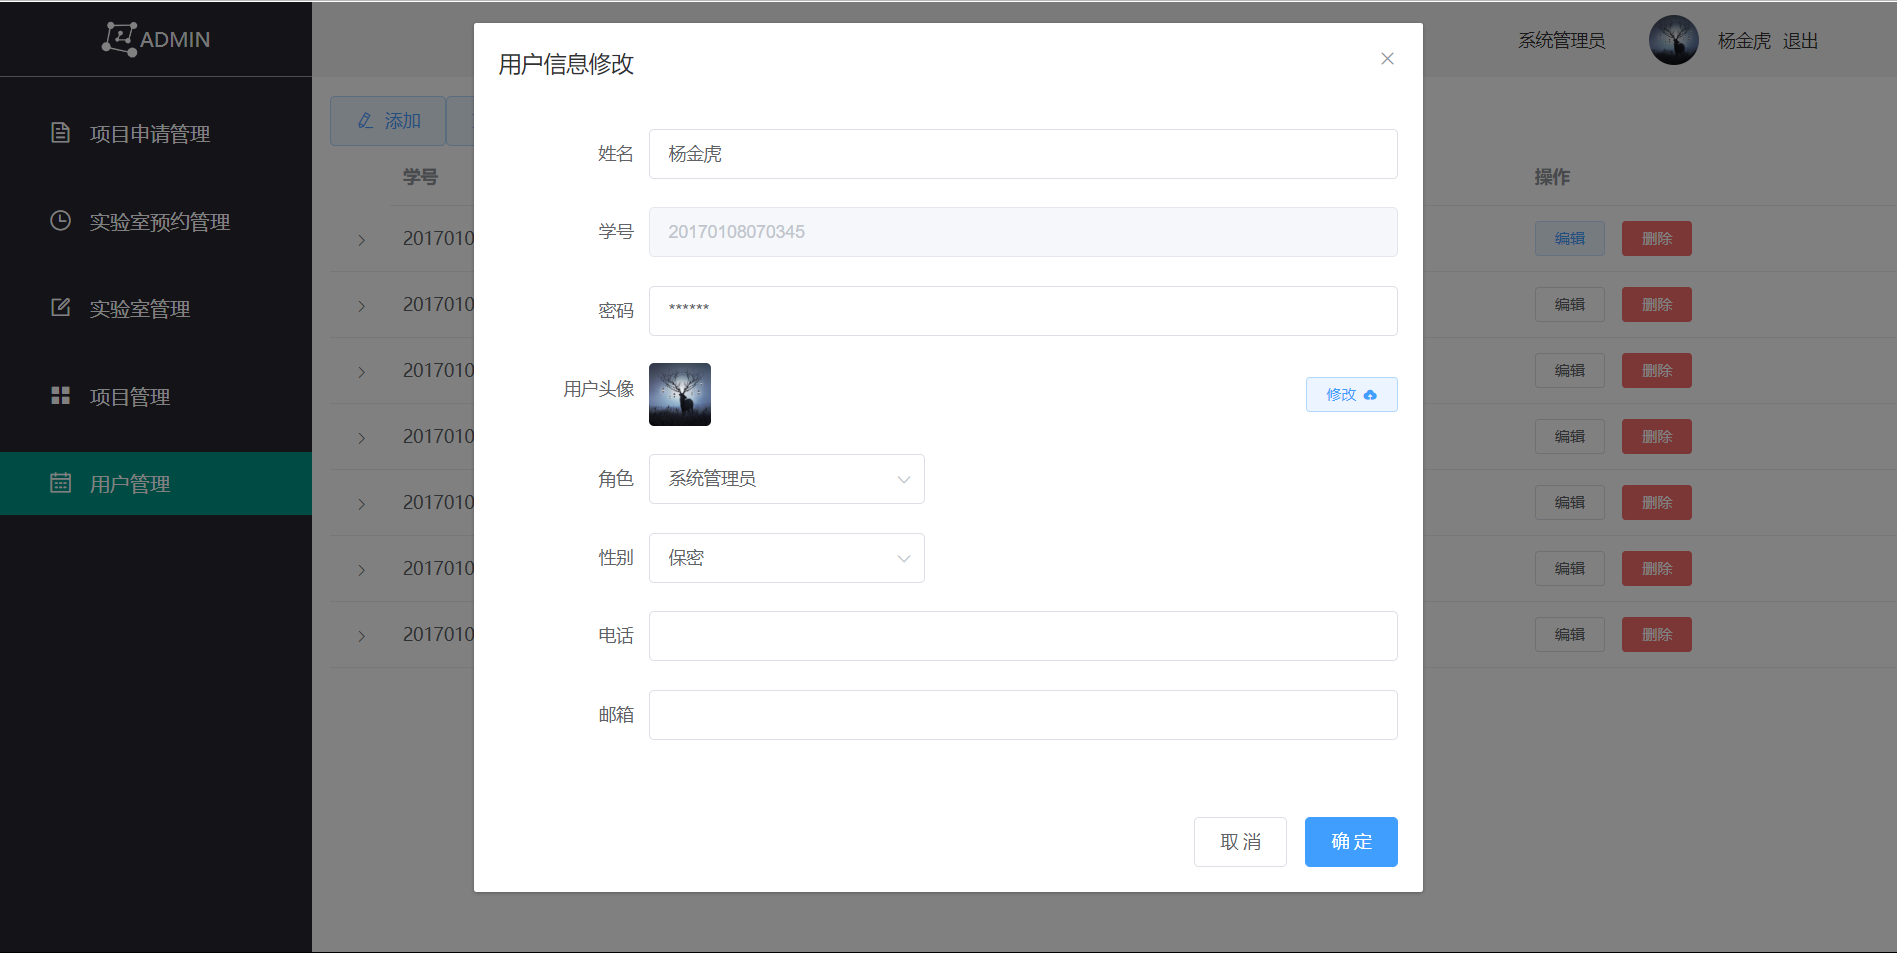 ADMIN
系统管理员
杨金虎 退出
项目申请管理
实验室预约管理
实验室管理
项目管理
用户管理
添加
学号
操作
2017010
编辑 删除
2017010
编辑 删除
2017010
编辑 删除
2017010
编辑 删除
2017010
编辑 删除
2017010
编辑 删除
2017010
编辑 删除
用户信息修改
姓名 杨金虎
学号 20170108070345
密码 ******
用户头像 修改
角色 系统管理员
性别 保密
电话
邮箱
取 消 确 定